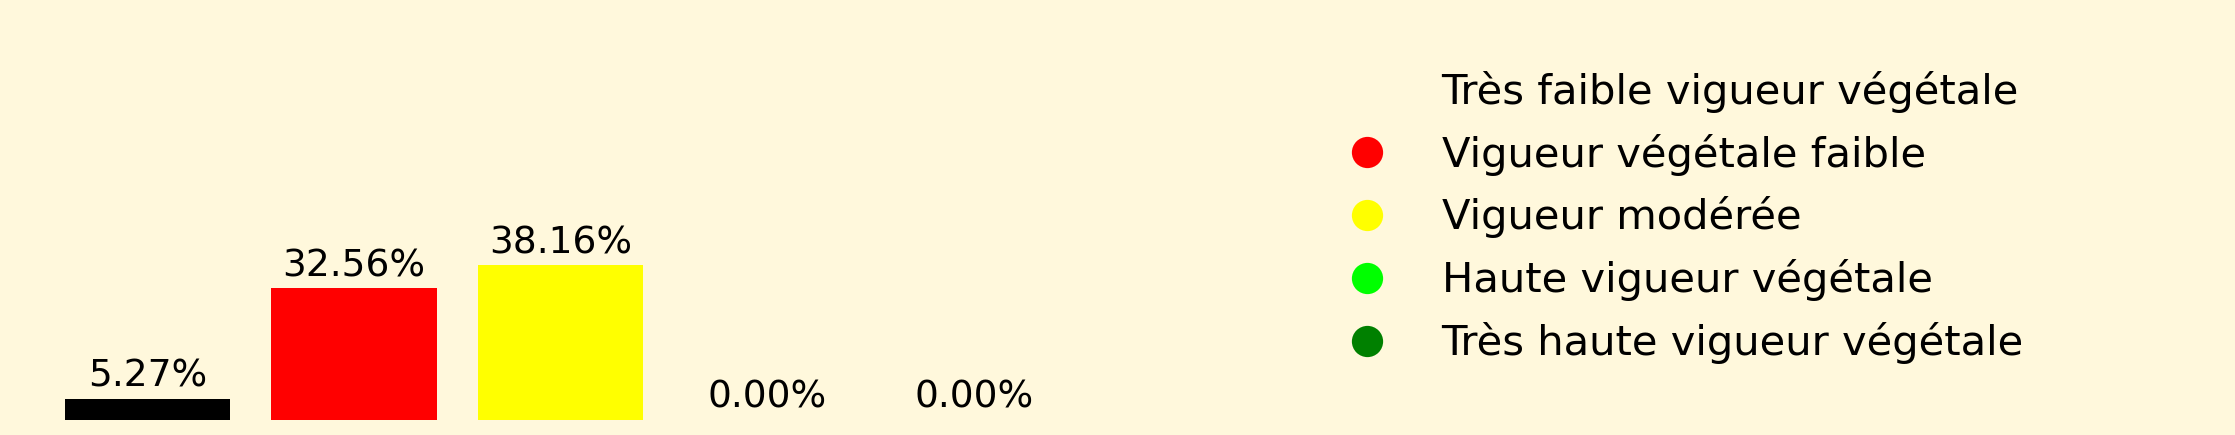 5.27%
32.56%
38.16%
0.00%
0.00%
Très faible vigueur végétale
Vigueur végétale faible
Vigueur modérée
Haute vigueur végétale
Très haute vigueur végétale